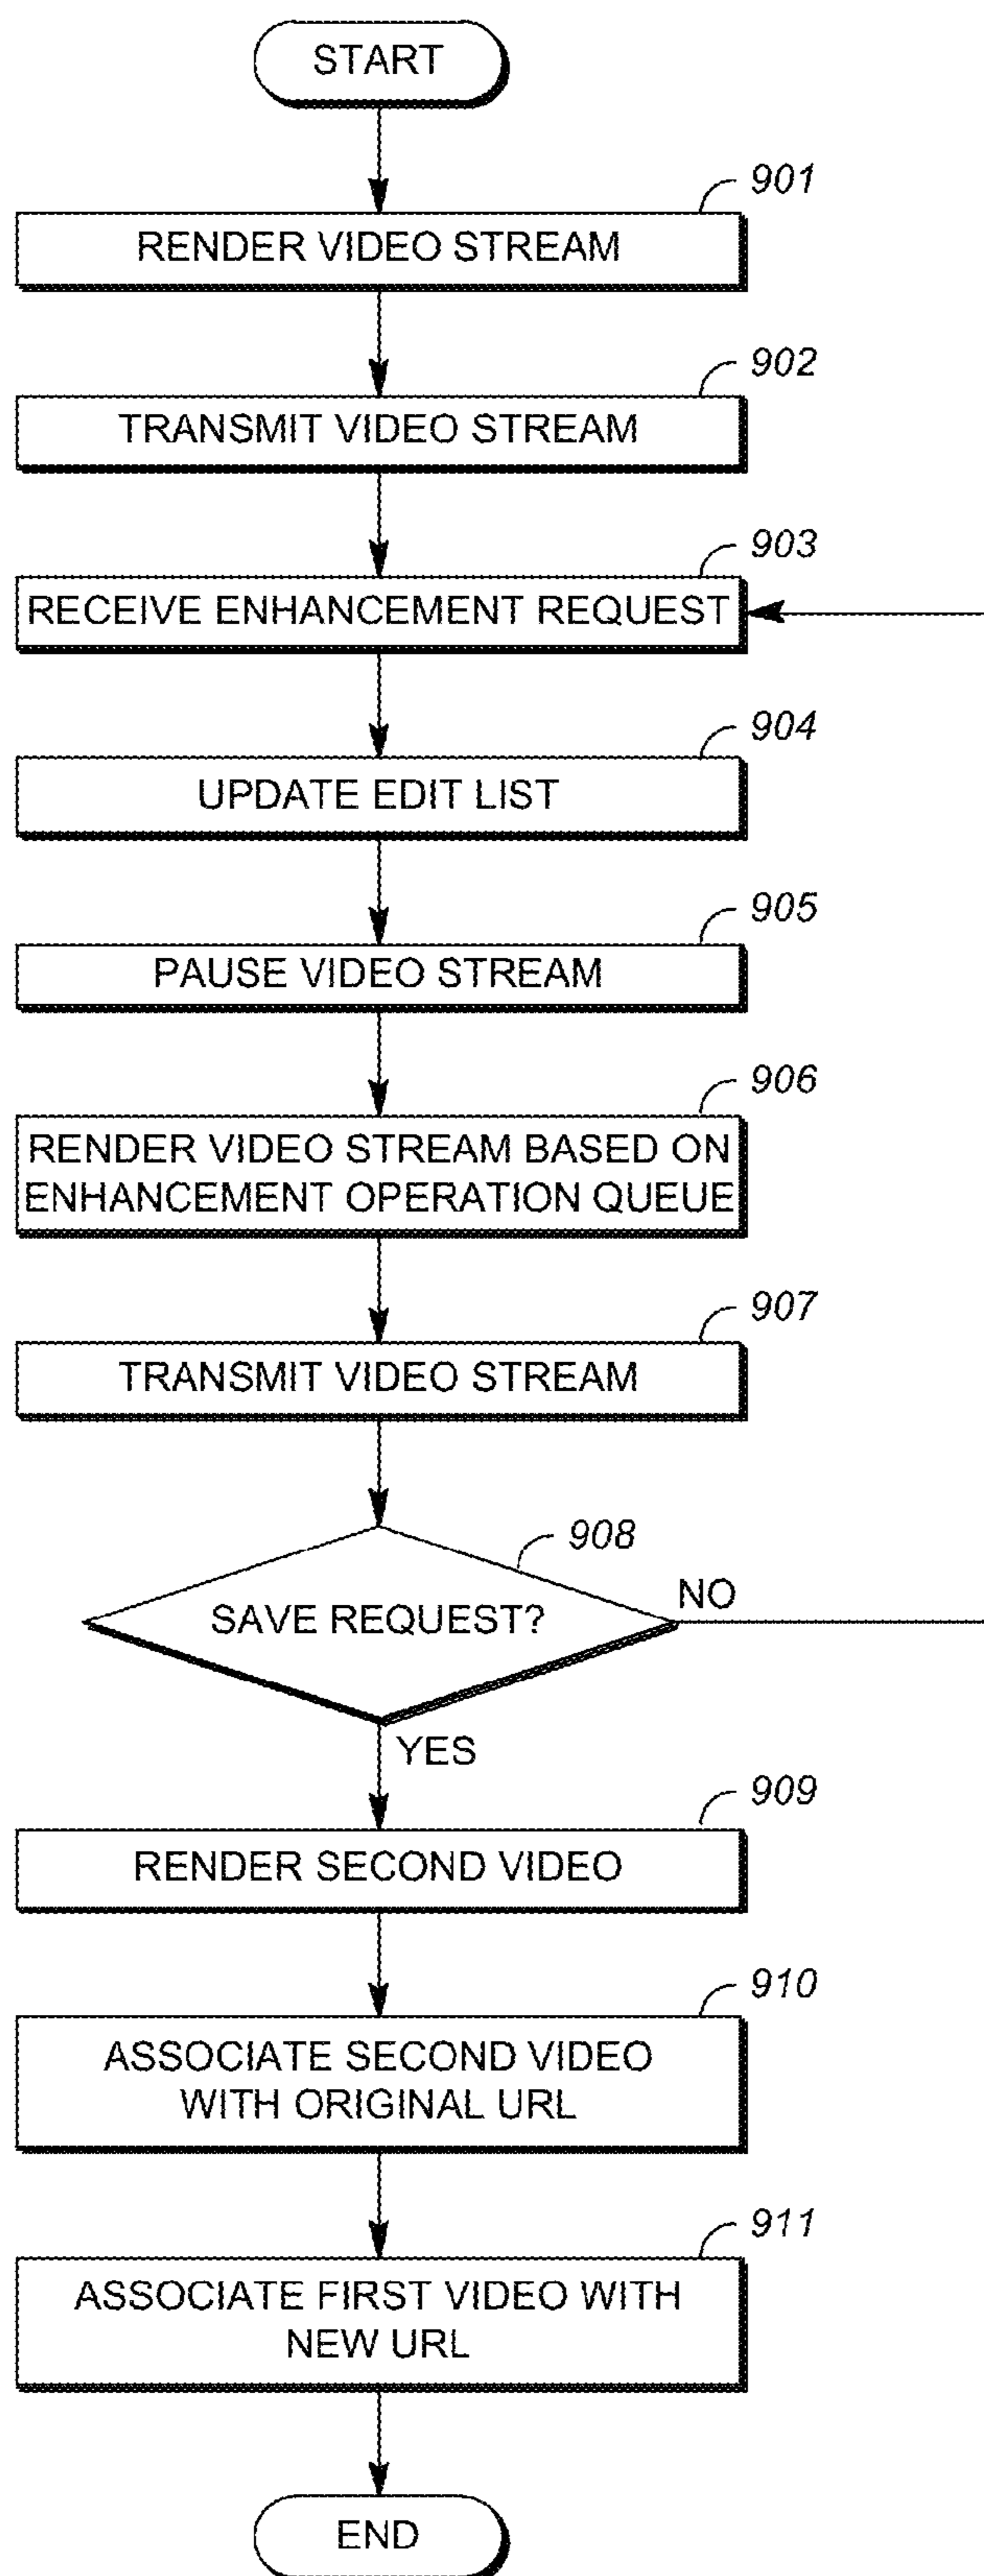 START
901
RENDER VIDEO STREAM
902
TRANSMIT VIDEO STREAM
903
RECEIVE ENHANCEMENT REQUEST
904
UPDATE EDIT LIST
905
PAUSE VIDEO STREAM
906
RENDER VIDEO STREAM BASED ON
ENHANCEMENT OPERATION QUEUE
907
TRANSMIT VIDEO STREAM
908
SAVE REQUEST?
NO
YES
909
RENDER SECOND VIDEO
910
ASSOCIATE SECOND VIDEO
WITH ORIGINAL URL
911
ASSOCIATE FIRST VIDEO WITH
NEW URL
END